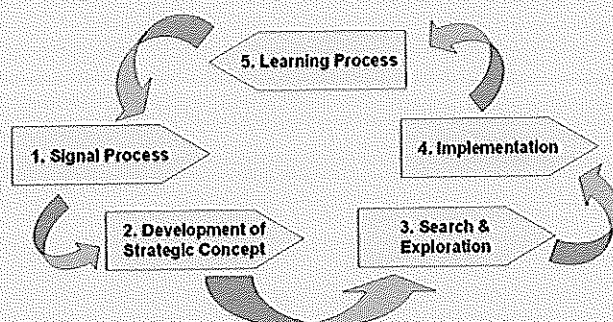 5. Learning Process
1. Signal Process
4. Implementation
2. Development of
Strategic Concept
3. Search &
Exploration